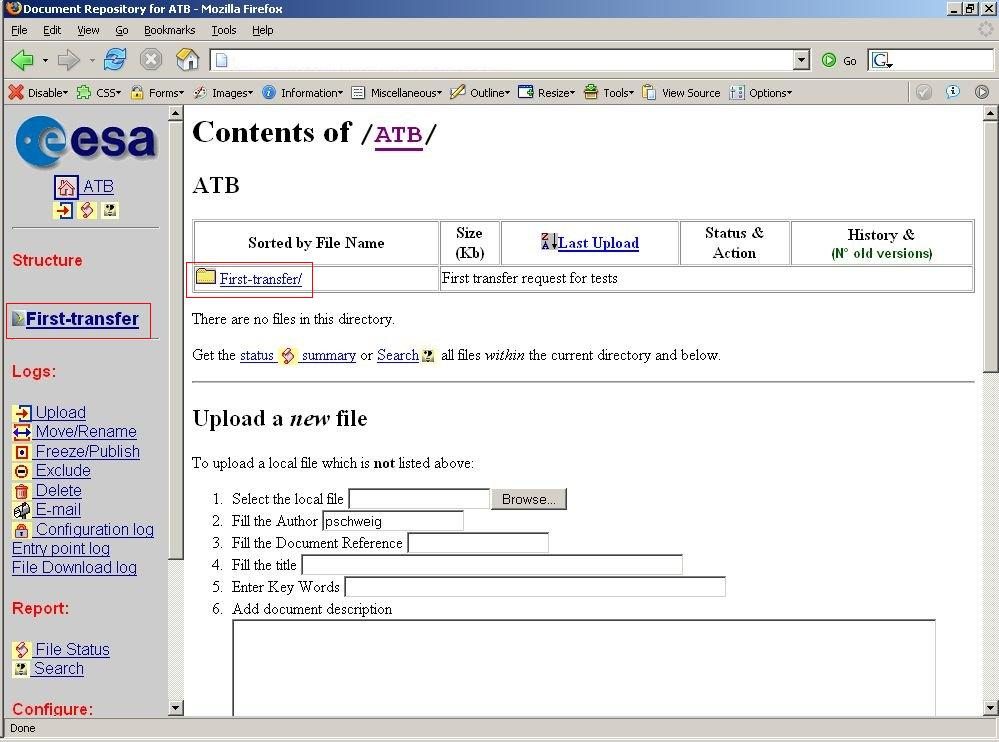 Document Repository for ATB - Mozilla Firefox
File Edit View Go Bookmarks Tools Help
Go G
Disable CSS Forms Images Information Miscellaneous Outline Resize Tools View Source Options
esa
ATB
Structure
First-transfer
Logs:
Upload
Move/Rename
Freeze/Publish
Exclude
Delete
E-mail
Configuration log
Entry point log
File Download log
Report:
File Status
Search
Configure:
Contents of /ATB/
ATB
Sorted by File Name Size (Kb) Last Upload Status & Action History & (N° old versions)
First-transfer/ First transfer request for tests
There are no files in this directory.
Get the status summary or Search all files within the current directory and below.
Upload a new file
To upload a local file which is not listed above:
1. Select the local file Browse...
2. Fill the Author pschweig
3. Fill the Document Reference
4. Fill the title
5. Enter Key Words
6. Add document description
Done